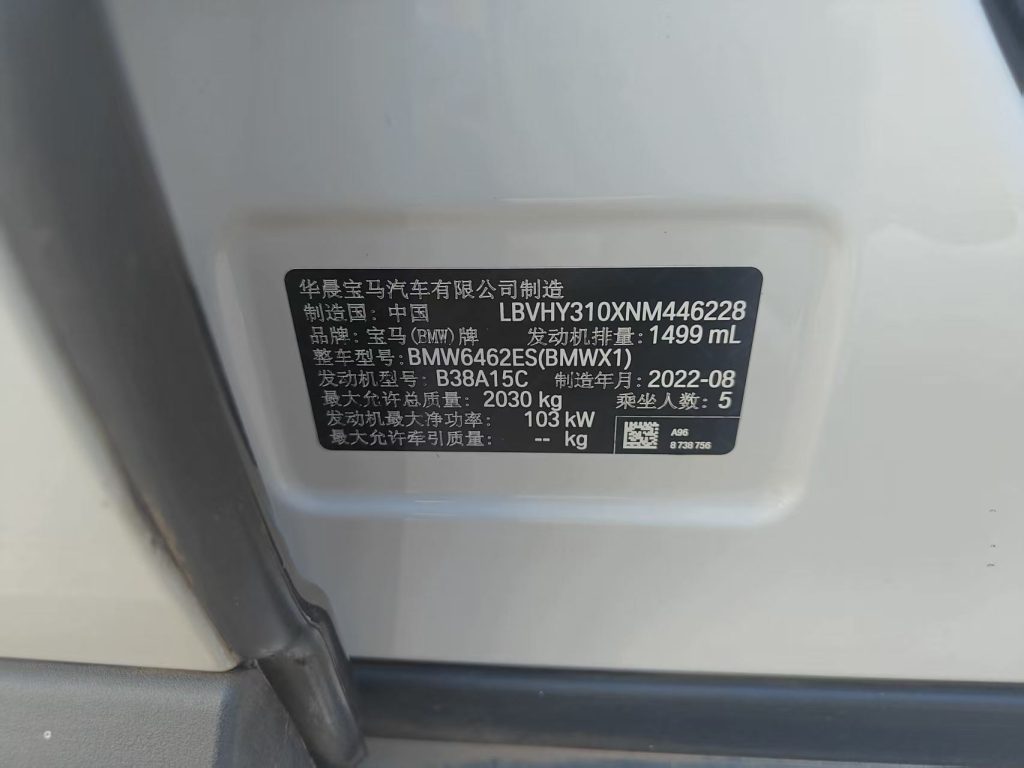 华晨宝马汽车有限公司制造
制造国：中国 LBVHY310XNM446228
品牌：宝马(BMW)牌 发动机排量：1499 mL
整车型号：BMW6462ES(BMWX1)
发动机型号：B38A15C 制造年月：2022-08
最大允许总质量： 2030 kg 乘坐人数：5
发动机最大净功率： 103 kW
最大允许牵引质量： -- kg
A96
8 738 756